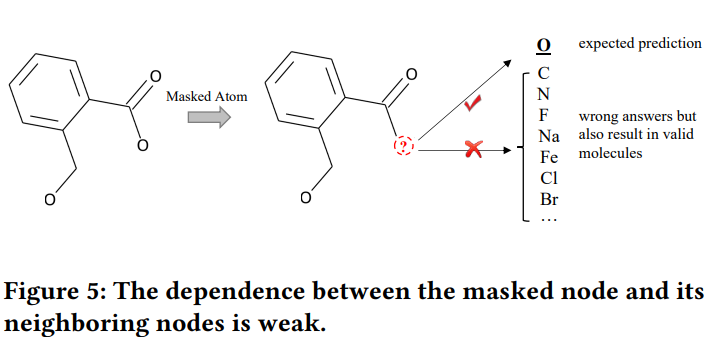 O
O
O
Masked Atom
O
(?)
O
O expected prediction
C
N
F
Na
Fe
Cl
Br
...
wrong answers but
also result in valid
molecules
Figure 5: The dependence between the masked node and its
neighboring nodes is weak.